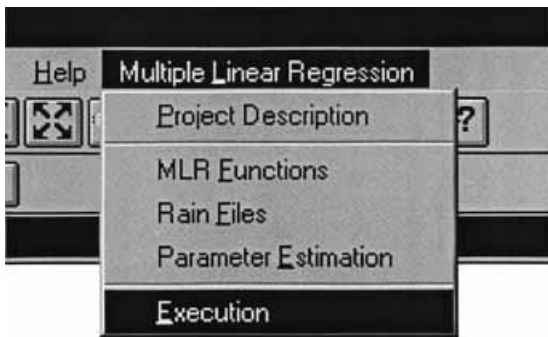 Help Multiple Linear Regression
Project Description
?
MLR Functions
Rain Files
Parameter Estimation
Execution